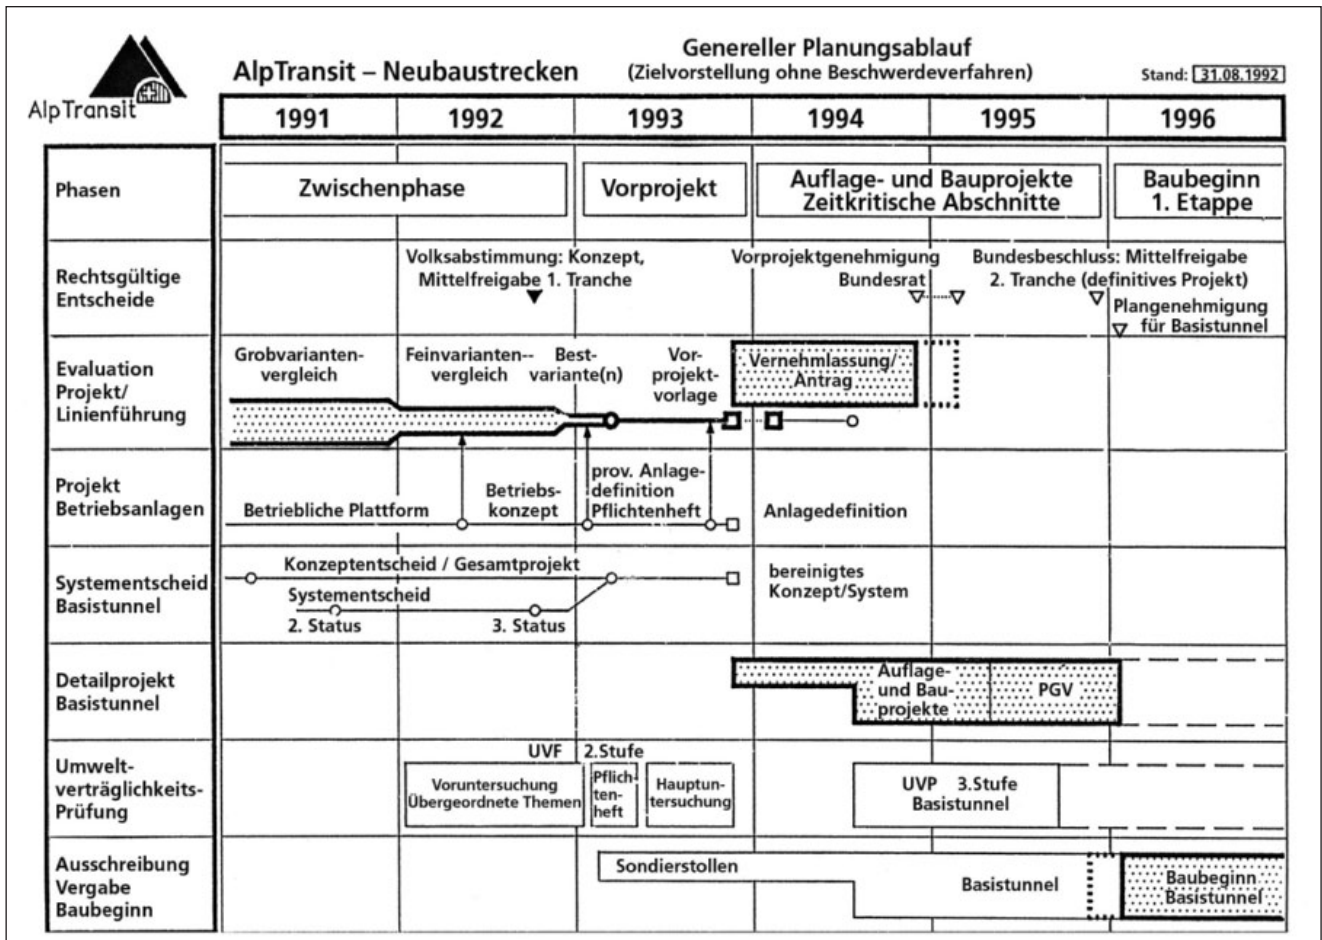 AlpTransit
AlpTransit – Neubaustrecken
Genereller Planungsablauf
(Zielvorstellung ohne Beschwerdeverfahren)
Stand: 31.08.1992
1991 1992 1993 1994 1995 1996
Phasen
Zwischenphase
Vorprojekt
Auflage- und Bauprojekte
Zeitkritische Abschnitte
Baubeginn
1. Etappe
Rechtsgültige
Entscheide
Volksabstimmung: Konzept,
Mittelfreigabe 1. Tranche
Vorprojektgenehmigung
Bundesrat
Bundesbeschluss: Mittelfreigabe
2. Tranche (definitives Projekt)
Plangenehmigung
für Basistunnel
Evaluation
Projekt/
Linienführung
Grobvarianten-
vergleich
Feinvarianten--
vergleich
Best-
variante(n)
Vor-
projekt-
vorlage
Vernehmlassung/
Antrag
Projekt
Betriebsanlagen
Betriebliche Plattform
Betriebs-
konzept
prov. Anlage-
definition
Pflichtenheft
Anlagedefinition
Systementscheid
Basistunnel
Konzeptentscheid / Gesamtprojekt
Systementscheid
2. Status
3. Status
bereinigtes
Konzept/System
Detailprojekt
Basistunnel
Auflage-
und Bau-
projekte
PGV
Umwelt-
verträglichkeits-
Prüfung
UVF 2.Stufe
Voruntersuchung
Übergeordnete Themen
Pflich-
ten-
heft
Hauptun-
tersuchung
UVP 3.Stufe
Basistunnel
Ausschreibung
Vergabe
Baubeginn
Sondierstollen
Basistunnel
Baubeginn
Basistunnel